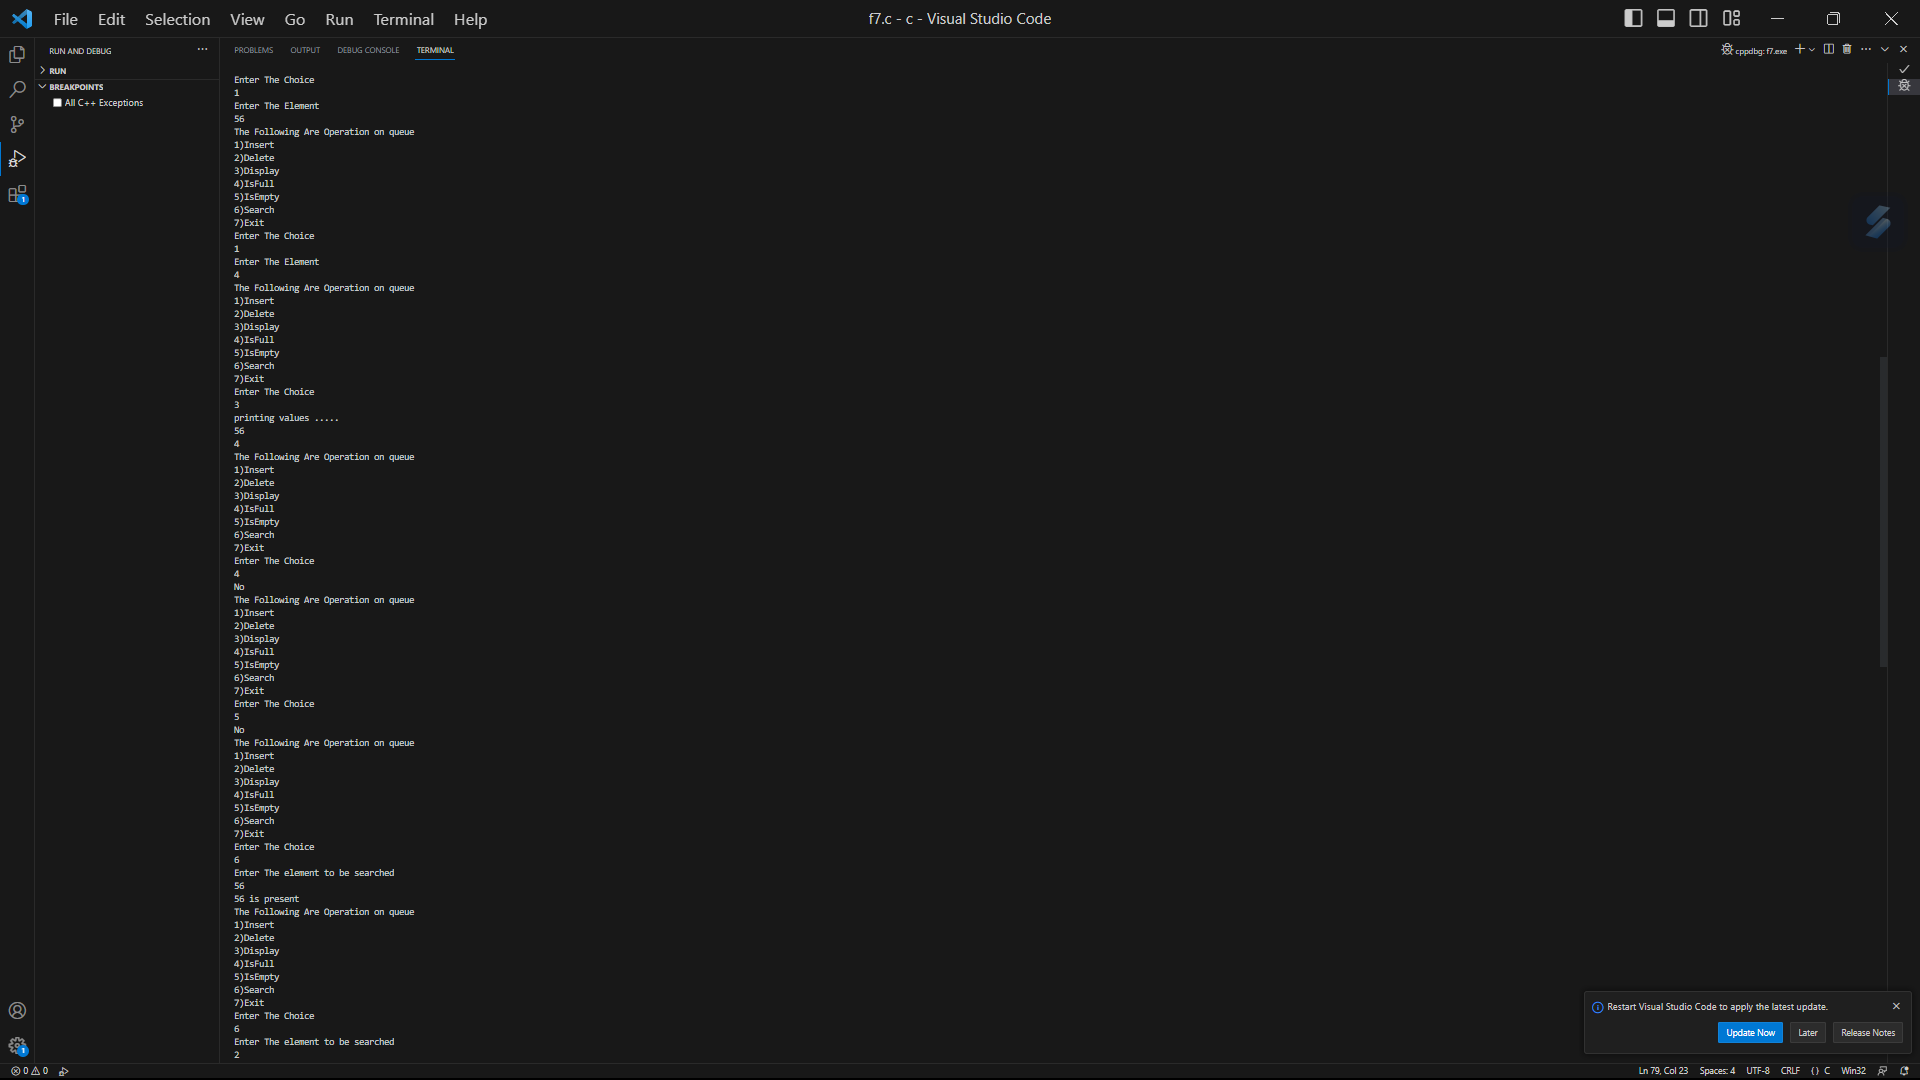 File Edit Selection View Go Run Terminal Help
f7.c - c - Visual Studio Code
RUN AND DEBUG
RUN
BREAKPOINTS
All C++ Exceptions
PROBLEMS OUTPUT DEBUG CONSOLE TERMINAL
cppdbg: f7.exe
Enter The Choice
1
Enter The Element
56
The Following Are Operation on queue
1)Insert
2)Delete
3)Display
4)IsFull
5)IsEmpty
6)Search
7)Exit
Enter The Choice
1
Enter The Element
4
The Following Are Operation on queue
1)Insert
2)Delete
3)Display
4)IsFull
5)IsEmpty
6)Search
7)Exit
Enter The Choice
3
printing values .....
56
4
The Following Are Operation on queue
1)Insert
2)Delete
3)Display
4)IsFull
5)IsEmpty
6)Search
7)Exit
Enter The Choice
4
No
The Following Are Operation on queue
1)Insert
2)Delete
3)Display
4)IsFull
5)IsEmpty
6)Search
7)Exit
Enter The Choice
5
No
The Following Are Operation on queue
1)Insert
2)Delete
3)Display
4)IsFull
5)IsEmpty
6)Search
7)Exit
Enter The Choice
6
Enter The element to be searched
56
56 is present
The Following Are Operation on queue
1)Insert
2)Delete
3)Display
4)IsFull
5)IsEmpty
6)Search
7)Exit
Enter The Choice
6
Enter The element to be searched
2
1
1
Restart Visual Studio Code to apply the latest update.
Update Now Later Release Notes
0 0
Ln 79, Col 23 Spaces: 4 UTF-8 CRLF {} C Win32